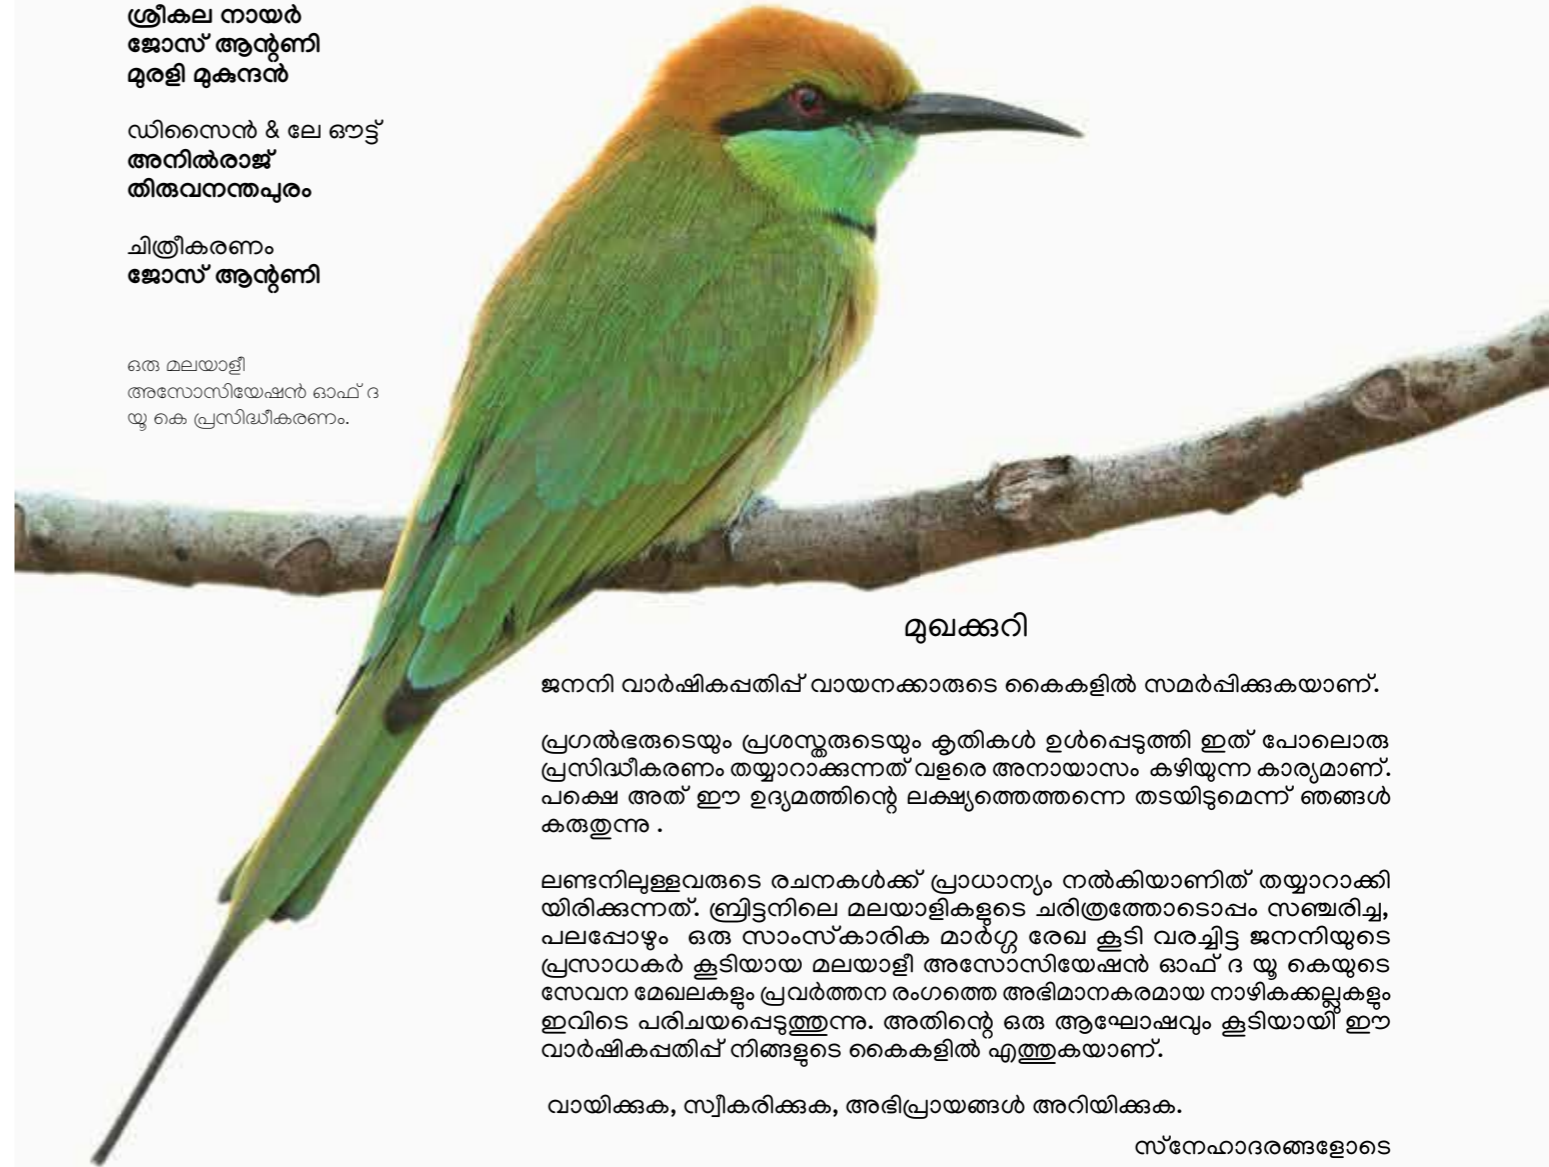 ശ്രീകല നായർ
ജോസ് ആന്റണി
മുരളി മുകുന്ദൻ
ഡിസൈൻ & ലേ ഔട്ട്
അനിൽരാജ്
തിരുവനന്തപുരം
ചിത്രീകരണം
ജോസ് ആന്റണി
ഒരു മലയാളീ
അസോസിയേഷൻ ഓഫ് ദ
യൂ കെ പ്രസിദ്ധീകരണം.
മുഖക്കുറി
ജനനി വാർഷികപ്പതിപ്പ് വായനക്കാരുടെ കൈകളിൽ സമർപ്പിക്കുകയാണ്.
പ്രഗൽഭരുടെയും പ്രശസ്തരുടെയും കൃതികൾ ഉൾപ്പെടുത്തി ഇത് പോലൊരു
പ്രസിദ്ധീകരണം തയ്യാറാക്കുന്നത് വളരെ അനായാസം കഴിയുന്ന കാര്യമാണ്.
പക്ഷെ അത് ഈ ഉദ്യമത്തിന്റെ ലക്ഷ്യത്തെത്തന്നെ തടയിടുമെന്ന് ഞങ്ങൾ
കരുതുന്നു .
ലണ്ടനിലുള്ളവരുടെ രചനകൾക്ക് പ്രാധാന്യം നൽകിയാണിത് തയ്യാറാക്കി
യിരിക്കുന്നത്. ബ്രിട്ടനിലെ മലയാളികളുടെ ചരിത്രത്തോടൊപ്പം സഞ്ചരിച്ച,
പലപ്പോഴും ഒരു സാംസ്കാരിക മാർഗ്ഗ രേഖ കൂടി വരച്ചിട്ട ജനനിയുടെ
പ്രസാധകർ കൂടിയായ മലയാളീ അസോസിയേഷൻ ഓഫ് ദ യൂ കെയുടെ
സേവന മേഖലകളും പ്രവർത്തന രംഗത്തെ അഭിമാനകരമായ നാഴികക്കല്ലുകളും
ഇവിടെ പരിചയപ്പെടുത്തുന്നു. അതിന്റെ ഒരു ആഘോഷവും കൂടിയായി ഈ
വാർഷികപ്പതിപ്പ് നിങ്ങളുടെ കൈകളിൽ എത്തുകയാണ്.
വായിക്കുക, സ്വീകരിക്കുക, അഭിപ്രായങ്ങൾ അറിയിക്കുക.
സ്നേഹാദരങ്ങളോടെ